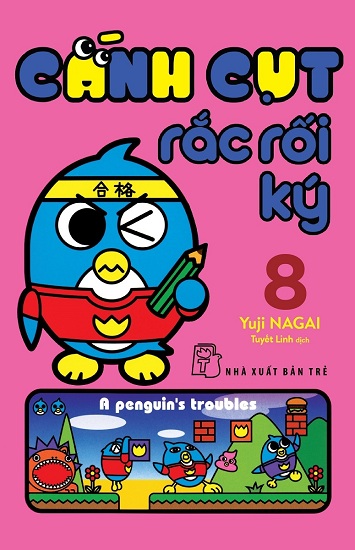 CÁNH CỤT
rắc rối
ký
合格
8
Yuji NAGAI
Tuyết Linh dịch
NHÀ XUẤT BẢN TRẺ
A penguin's troubles